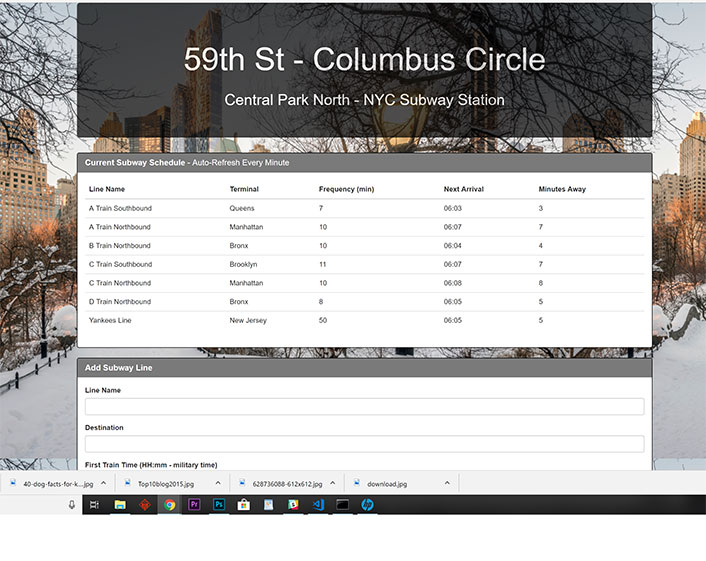 59th St - Columbus Circle
Central Park North - NYC Subway Station
Current Subway Schedule - Auto-Refresh Every Minute
Line Name Terminal Frequency (min) Next Arrival Minutes Away
A Train Southbound Queens 7 06:03 3
A Train Northbound Manhattan 10 06:07 7
B Train Northbound Bronx 10 06:04 4
C Train Southbound Brooklyn 11 06:07 7
C Train Northbound Manhattan 10 06:08 8
D Train Northbound Bronx 8 06:05 5
Yankees Line New Jersey 50 06:05 5
Add Subway Line
Line Name
Destination
First Train Time (HH:mm - military time)
40-dog-facts-for-k...jpg Top10blog2015.jpg 628736088-612x612.jpg download.jpg
Pr Ps hp